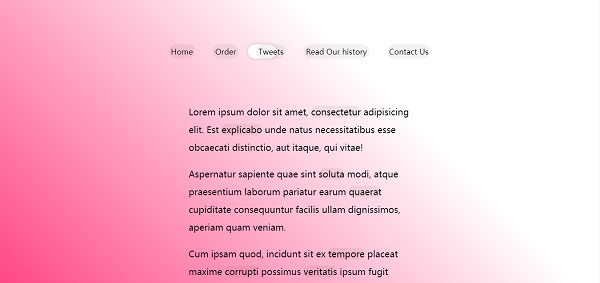 Home Order Tweets Read Our history Contact Us
Lorem ipsum dolor sit amet, consectetur adipisicing
elit. Est explicabo unde natus necessitatibus esse
obcaecati distinctio, aut itaque, qui vitae!
Aspernatur sapiente quae sint soluta modi, atque
praesentium laborum pariatur earum quaerat
cupiditate consequuntur facilis ullam dignissimos,
aperiam quam veniam.
Cum ipsam quod, incidunt sit ex tempore placeat
maxime corrupti possimus veritatis ipsum fugit